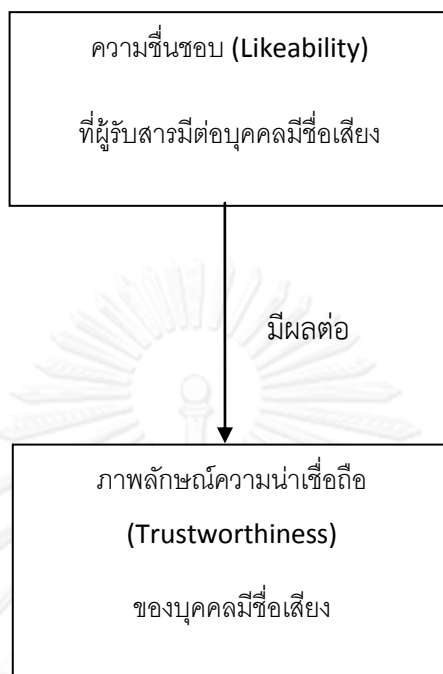 ความชื่นชอบ (Likeability)
ที่ผู้รับสารมีต่อบุคคลมีชื่อเสียง
มีผลต่อ
ภาพลักษณ์ความน่าเชื่อถือ
(Trustworthiness)
ของบุคคลมีชื่อเสียง